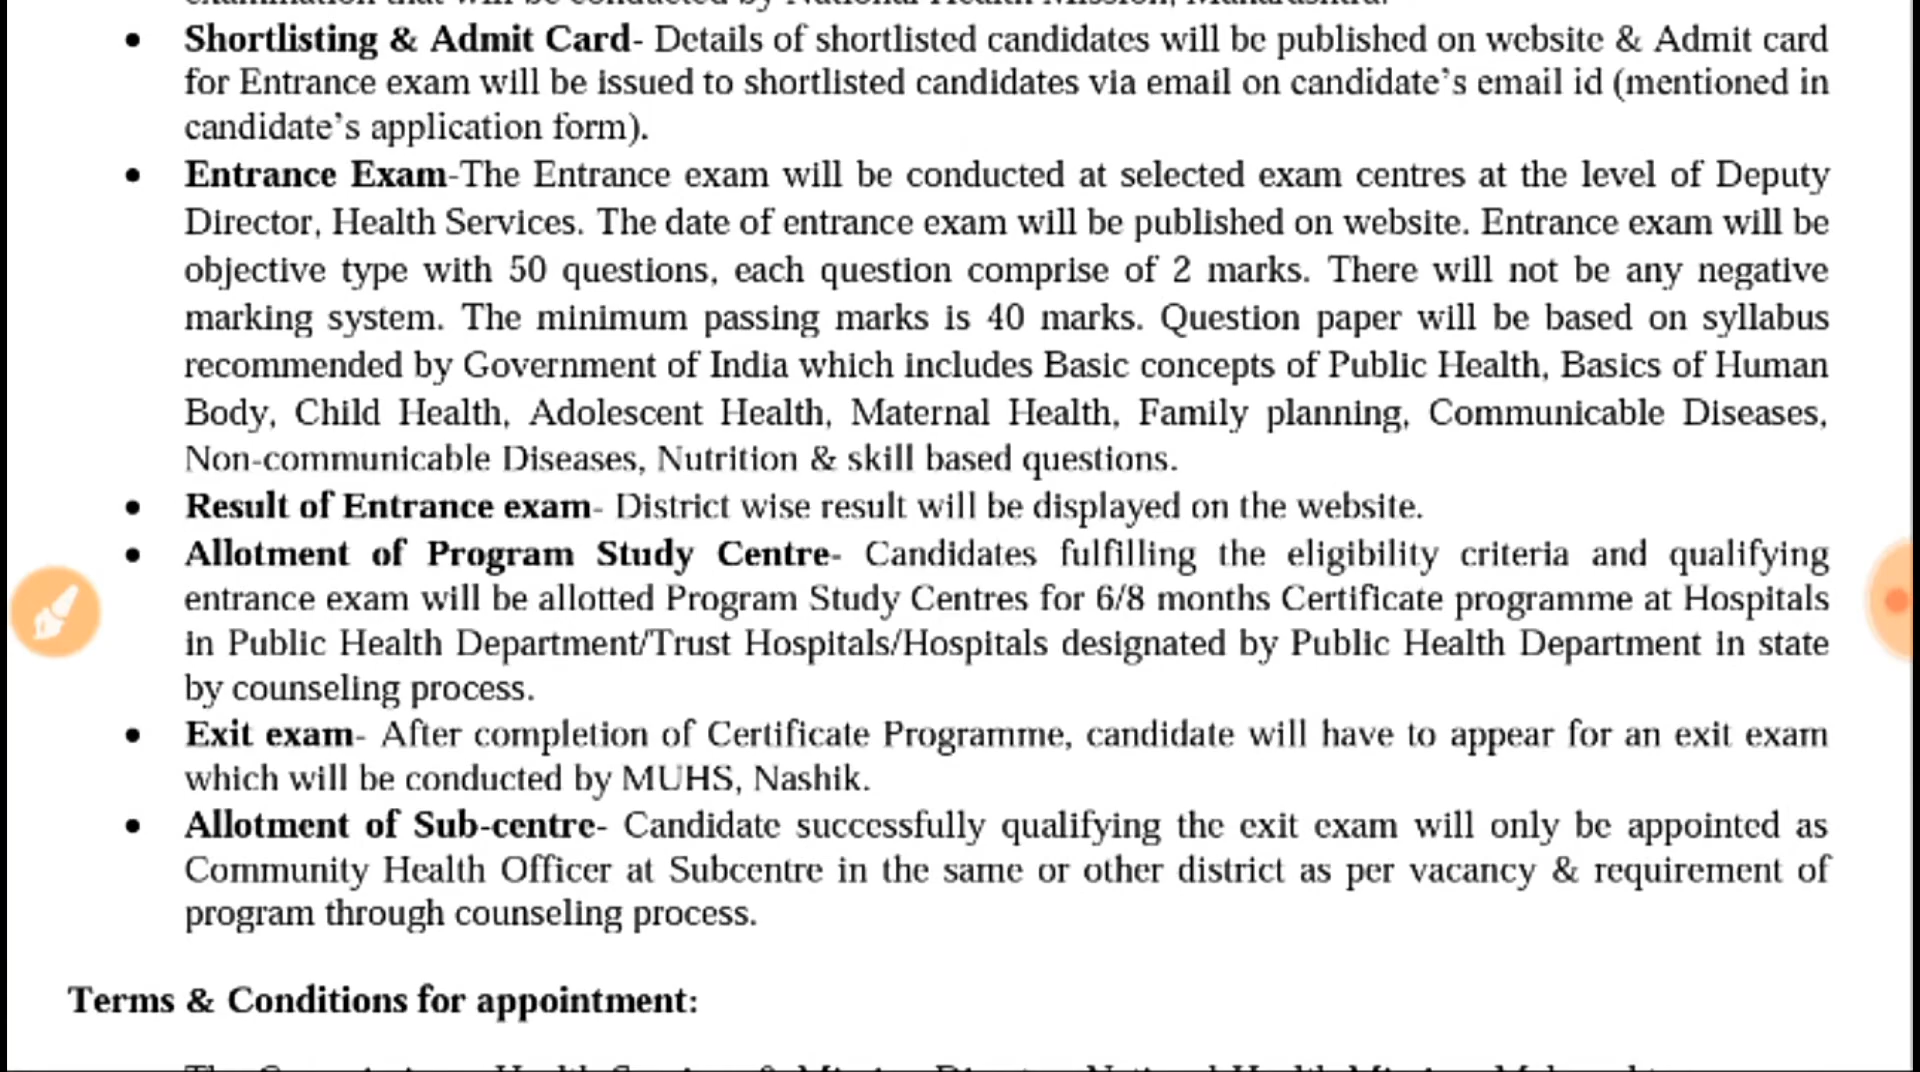 examination that will be conducted by National Health Mission, Maharashtra.
• Shortlisting & Admit Card- Details of shortlisted candidates will be published on website & Admit card
for Entrance exam will be issued to shortlisted candidates via email on candidate’s email id (mentioned in
candidate’s application form).
• Entrance Exam-The Entrance exam will be conducted at selected exam centres at the level of Deputy
Director, Health Services. The date of entrance exam will be published on website. Entrance exam will be
objective type with 50 questions, each question comprise of 2 marks. There will not be any negative
marking system. The minimum passing marks is 40 marks. Question paper will be based on syllabus
recommended by Government of India which includes Basic concepts of Public Health, Basics of Human
Body, Child Health, Adolescent Health, Maternal Health, Family planning, Communicable Diseases,
Non-communicable Diseases, Nutrition & skill based questions.
• Result of Entrance exam- District wise result will be displayed on the website.
• Allotment of Program Study Centre- Candidates fulfilling the eligibility criteria and qualifying
entrance exam will be allotted Program Study Centres for 6/8 months Certificate programme at Hospitals
in Public Health Department/Trust Hospitals/Hospitals designated by Public Health Department in state
by counseling process.
• Exit exam- After completion of Certificate Programme, candidate will have to appear for an exit exam
which will be conducted by MUHS, Nashik.
• Allotment of Sub-centre- Candidate successfully qualifying the exit exam will only be appointed as
Community Health Officer at Subcentre in the same or other district as per vacancy & requirement of
program through counseling process.
Terms & Conditions for appointment: